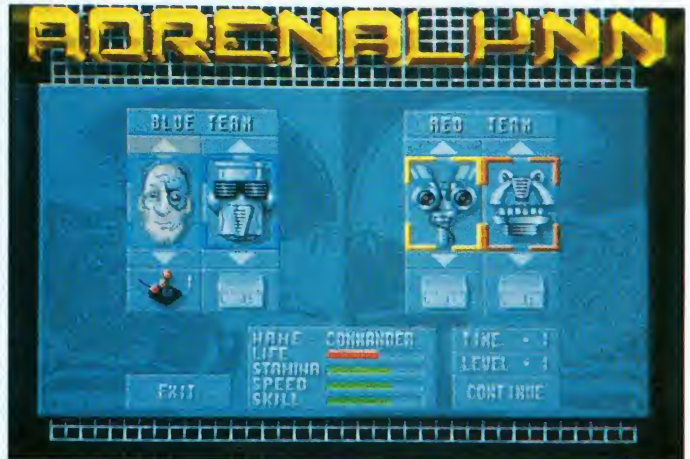 ADRENALYNN
BLUE TEAM
RED TEAM
NAME COMMANDER
LIFE
STAMINA
SPEED
SKILL
TIME - 1
LEVEL - 1
EXIT
CONTINUE